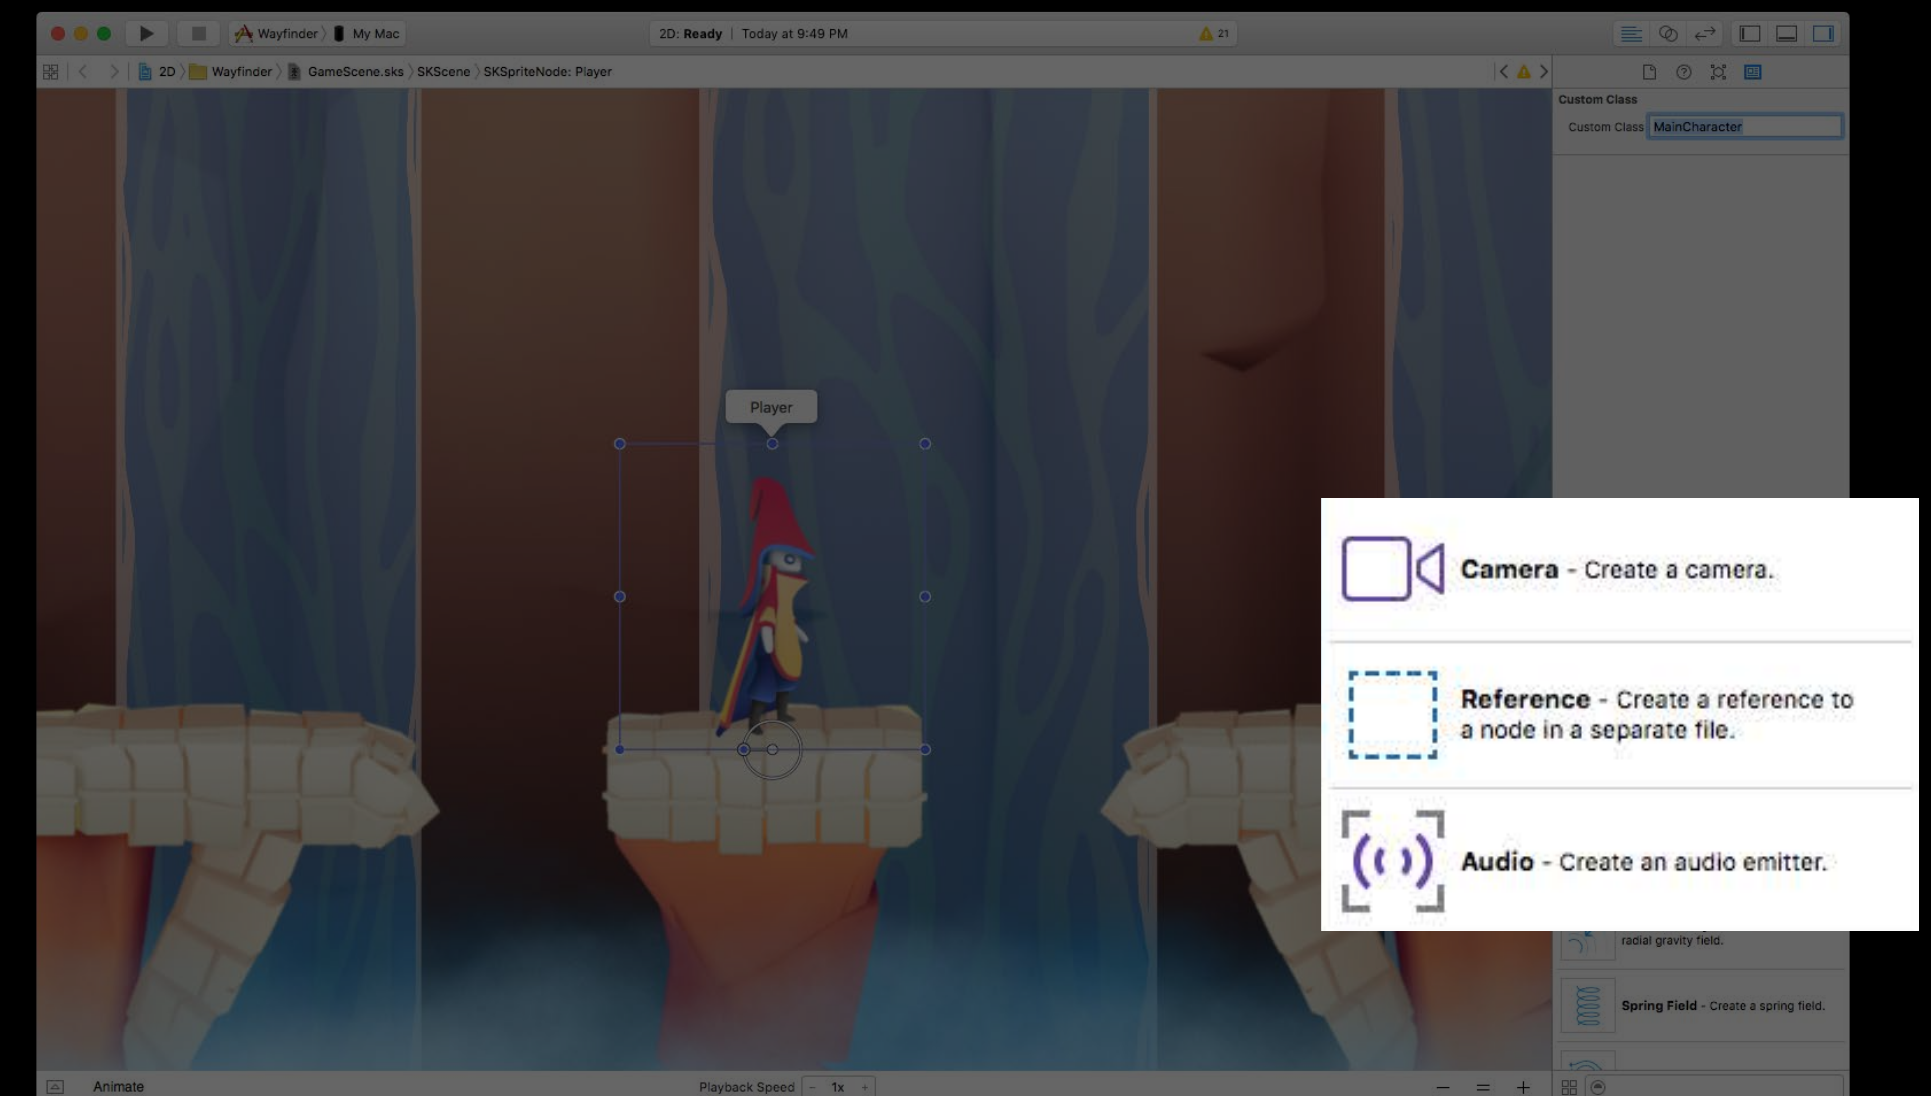 Wayfinder 〉 My Mac
2D: Ready | Today at 9:49 PM
21
2D 〉 Wayfinder 〉 GameScene.sks 〉 SKScene 〉 SKSpriteNode: Player
Custom Class
Custom Class MainCharacter
Player
Camera - Create a camera.
Reference - Create a reference to
a node in a separate file.
Audio - Create an audio emitter.
radial gravity field.
Spring Field - Create a spring field.
Animate
Playback Speed - 1x +